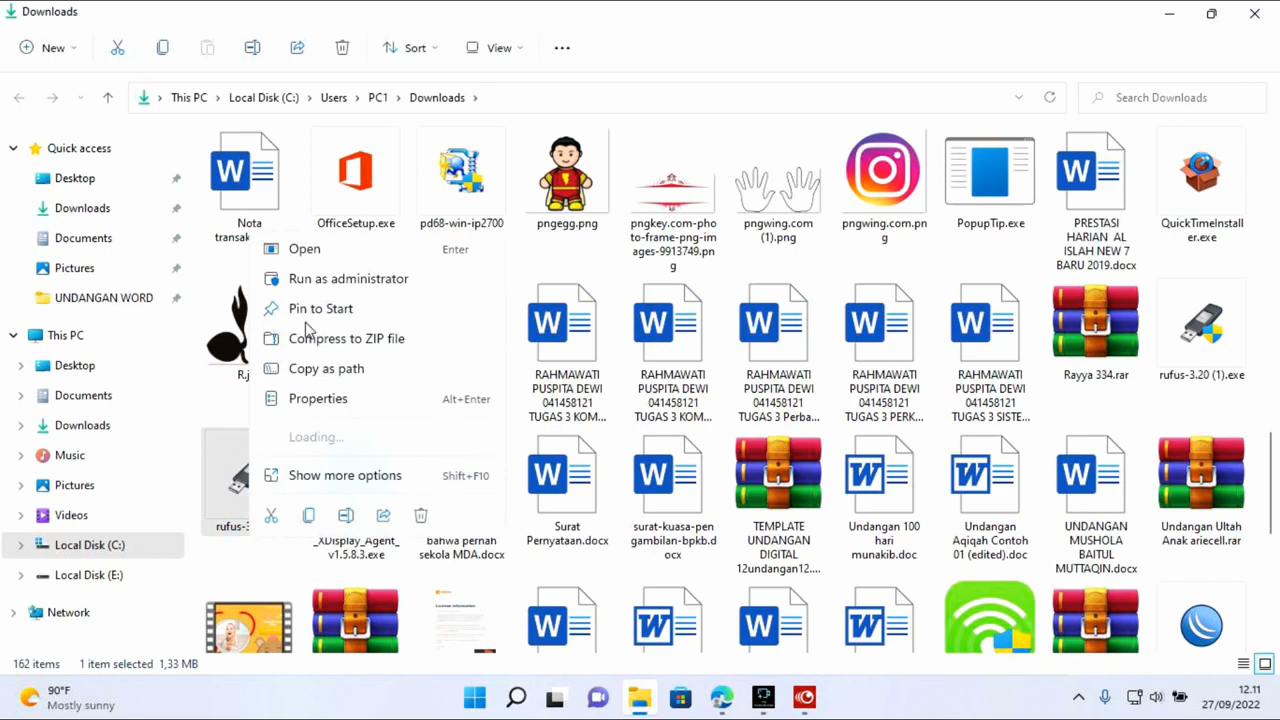 Downloads
New
Sort
View
This PC
Local Disk (C:)
Users
PC1
Downloads
Search Downloads
Quick access
Desktop
Downloads
Documents
Pictures
UNDANGAN WORD
This PC
Desktop
Documents
Downloads
Music
Pictures
Videos
Local Disk (C:)
Local Disk (E:)
Network
Nota
transak
OfficeSetup.exe
pd68-win-ip2700
pngegg.png
pngkey.com-pho
to-frame-png-im
ages-9913749.pn
g
pngwing.com
(1).png
pngwing.com.pn
g
PopupTip.exe
PRESTASI
HARIAN AL
ISLAH NEW 7
BARU 2019.docx
QuickTimeInstall
er.exe
Open
Enter
Run as administrator
Pin to Start
Compress to ZIP file
Copy as path
Properties
Alt+Enter
Loading...
Show more options
Shift+F10
R.j
RAHMAWATI
PUSPITA DEWI
041458121
TUGAS 3 KOM...
RAHMAWATI
PUSPITA DEWI
041458121
TUGAS 3 KOM...
RAHMAWATI
PUSPITA DEWI
041458121
TUGAS 3 Perba...
RAHMAWATI
PUSPITA DEWI
041458121
TUGAS 3 PERK...
RAHMAWATI
PUSPITA DEWI
041458121
TUGAS 3 SISTE...
Rayya 334.rar
rufus-3.20 (1).exe
rufus-3
_XDisplay_Agent_
v1.5.8.3.exe
bahwa pernah
sekola MDA.docx
Surat
Pernyataan.docx
surat-kuasa-pen
gambilan-bpkb.d
ocx
TEMPLATE
UNDANGAN
DIGITAL
12undangan12....
Undangan 100
hari
munakib.doc
Undangan
Aqiqah Contoh
01 (edited).doc
UNDANGAN
MUSHOLA
BAITUL
MUTTAQIN.docx
Undangan Ultah
Anak ariecell.rar
162 items
1 item selected 1,33 MB
90°F
Mostly sunny
12.11
27/09/2022